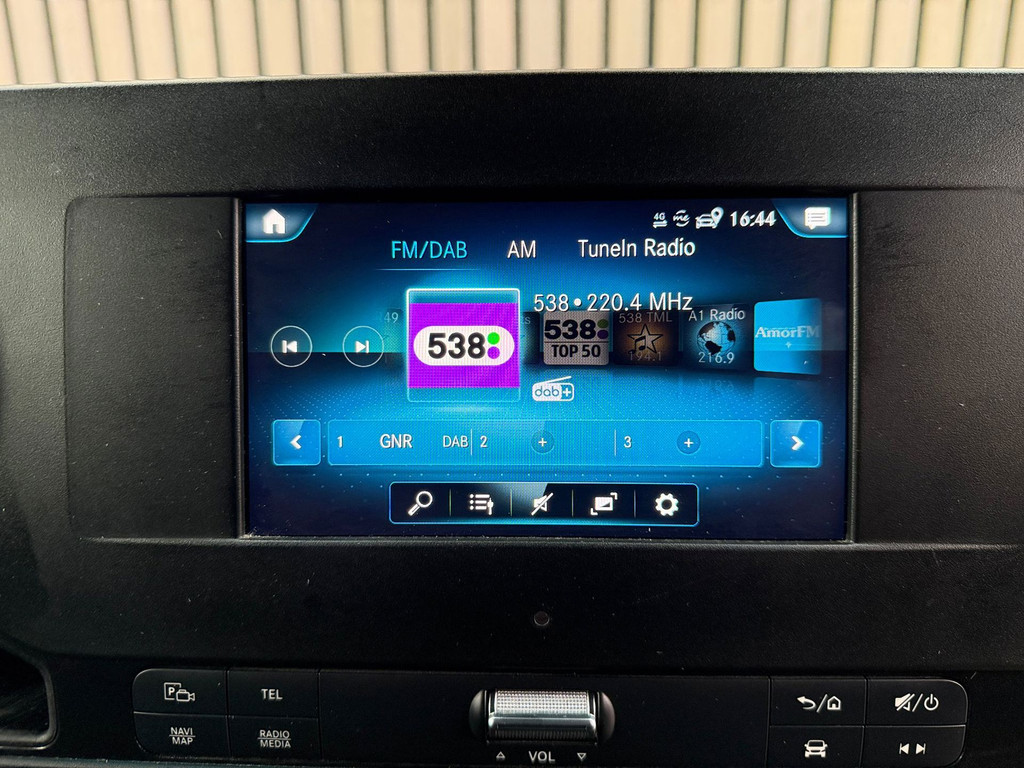 4G me 16:44
FM/DAB AM TuneIn Radio
538 • 220.4 MHz
49
538
538
TOP 50
538 TML
194.1
A1 Radio
216.9
AmorFM
dab+
1 GNR DAB 2 + 3 +
P TEL
NAVI
MAP
RADIO
MEDIA
VOL